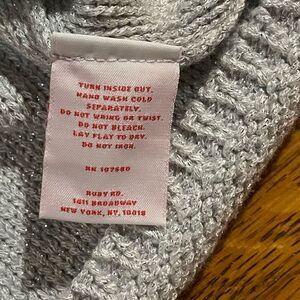 TURN INSIDE OUT.
HAND WASH COLD
SEPARATELY.
DO NOT WRING OR TWIST.
DO NOT BLEACH.
LAY FLAT TO DRY.
DO NOT IRON.
RN 107580
RUBY RD.
1411 BROADWAY
NEW YORK, NY. 10018